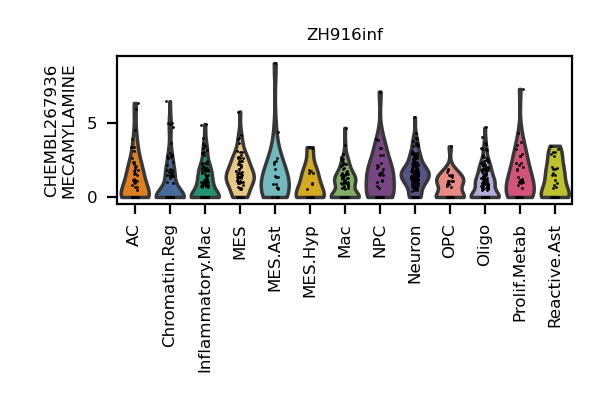 ZH916inf
CHEMBL267936
MECAMYLAMINE
5
0
AC
Chromatin.Reg
Inflammatory.Mac
MES
MES.Ast
MES.Hyp
Mac
NPC
Neuron
OPC
Oligo
Prolif.Metab
Reactive.Ast